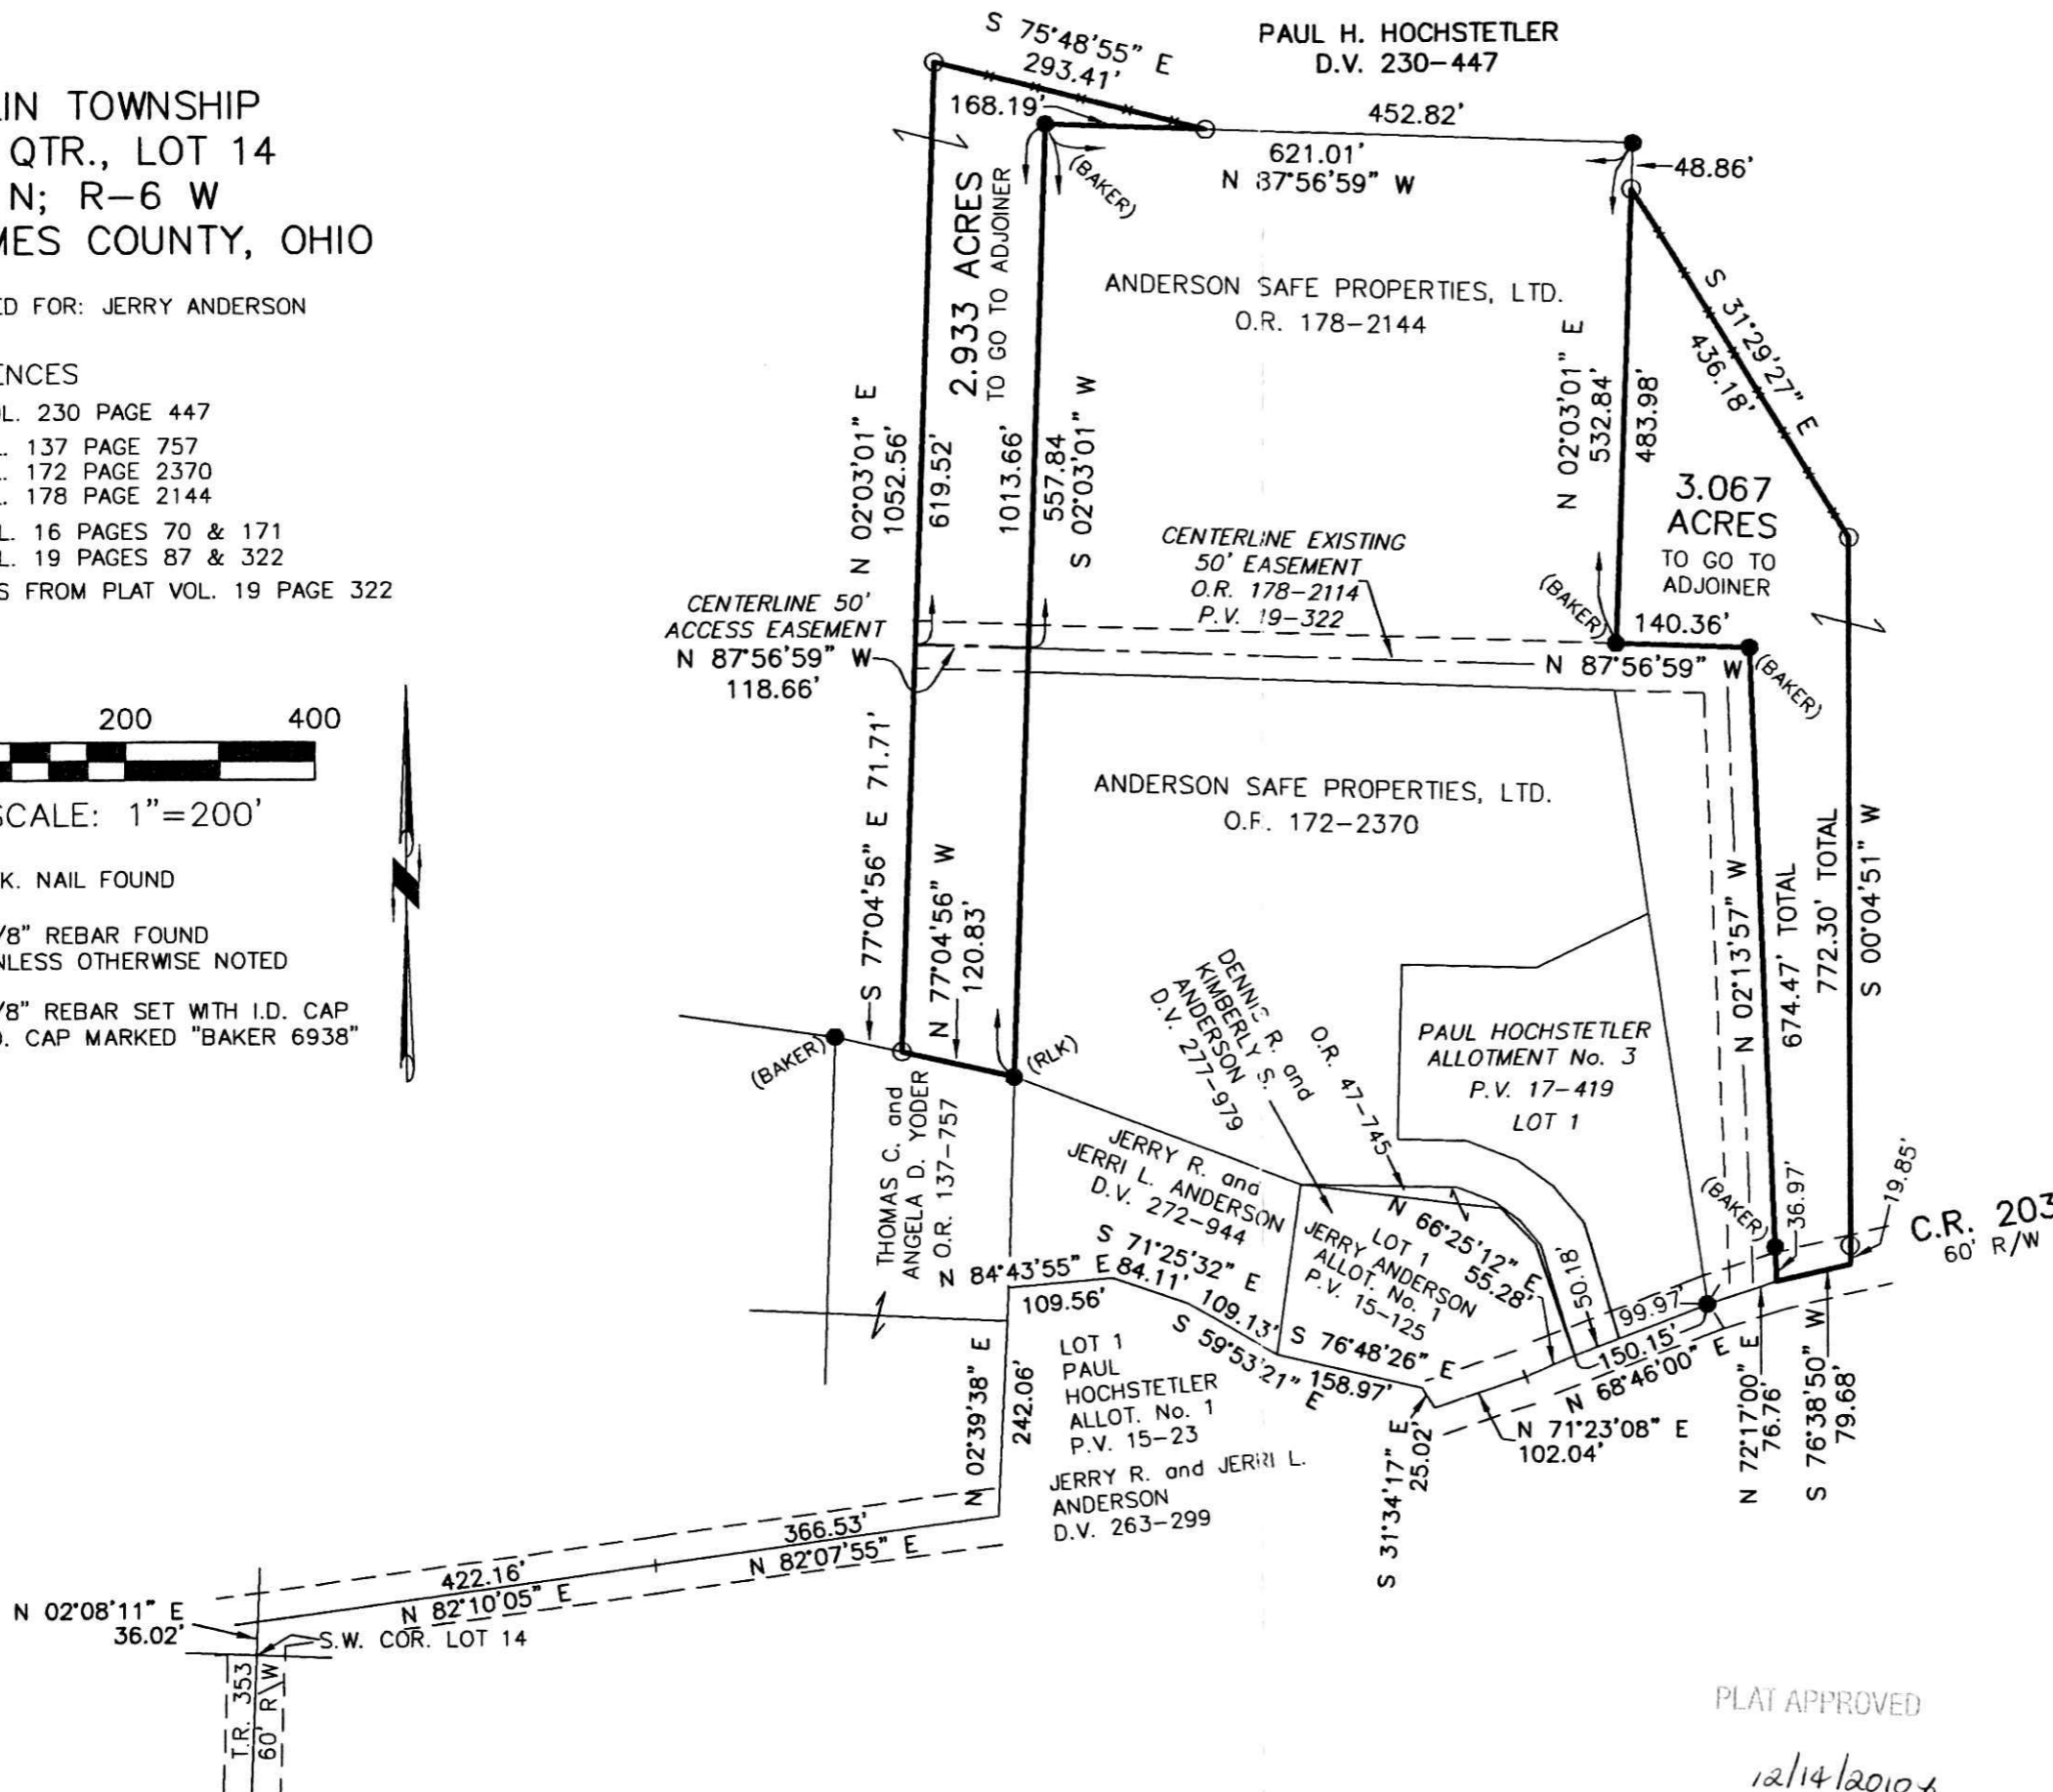 LIN TOWNSHIP
QTR., LOT 14
N; R-6 W
MES COUNTY, OHIO
ED FOR: JERRY ANDERSON
ENCES
OL. 230 PAGE 447
L. 137 PAGE 757
L. 172 PAGE 2370
L. 178 PAGE 2144
L. 16 PAGES 70 & 171
L. 19 PAGES 87 & 322
S FROM PLAT VOL. 19 PAGE 322
200 400
SCALE: 1"=200'
K. NAIL FOUND
/8" REBAR FOUND
NLESS OTHERWISE NOTED
/8" REBAR SET WITH I.D. CAP
D. CAP MARKED "BAKER 6938"
S 75°48'55" E
293.41'
PAUL H. HOCHSTETLER
D.V. 230-447
168.19'
452.82'
621.01'
N 87°56'59" W
48.86'
(BAKER)
2.933 ACRES
TO GO TO ADJOINER
ANDERSON SAFE PROPERTIES, LTD.
O.R. 178-2144
S 31°29'27" E
436.18'
N 02°03'01" E
1052.56'
619.52'
1013.66'
557.84
S 02°03'01" W
N 02°03'01" E
532.84'
483.98'
3.067
ACRES
TO GO TO
ADJOINER
CENTERLINE EXISTING
50' EASEMENT
O.R. 178-2114
P.V. 19-322
CENTERLINE 50'
ACCESS EASEMENT
N 87°56'59" W
118.66'
(BAKER)
140.36'
N 87°56'59" W
(BAKER)
S 77°04'56" E 71.71'
N 77°04'56" W
120.83'
ANDERSON SAFE PROPERTIES, LTD.
O.R. 172-2370
N 02°13'57" W
674.47' TOTAL
772.30' TOTAL
S 00°04'51" W
(BAKER)
(RLK)
DENNIS R. and
KIMBERLY S.
ANDERSON
D.V. 277-979
O.R. 47-745
PAUL HOCHSTETLER
ALLOTMENT No. 3
P.V. 17-419
LOT 1
THOMAS C. and
ANGELA D. YODER
O.R. 137-757
JERRY R. and
JERRI L. ANDERSON
D.V. 272-944
LOT 1
JERRY ANDERSON
ALLOT. No. 1
P.V. 15-125
N 66°25'12" E
55.28'
50.18'
(BAKER)
36.97'
19.85'
C.R. 203
60' R/W
N 84°43'55" E
109.56'
S 71°25'32" E
84.11'
109.13'
S 59°53'21" E
S 76°48'26" E
158.97'
99.97'
150.15'
N 68°46'00" E
N 71°23'08" E
102.04'
S 31°34'17" E
25.02'
N 72°17'00" E
76.76'
S 76°38'50" W
79.68'
N 02°39'38" E
242.06'
LOT 1
PAUL
HOCHSTETLER
ALLOT. No. 1
P.V. 15-23
JERRY R. and JERRI L.
ANDERSON
D.V. 263-299
366.53'
N 82°07'55" E
422.16'
N 82°10'05" E
N 02°08'11" E
36.02'
S.W. COR. LOT 14
T.R. 353
60' R\W
PLAT APPROVED
12/14/2010